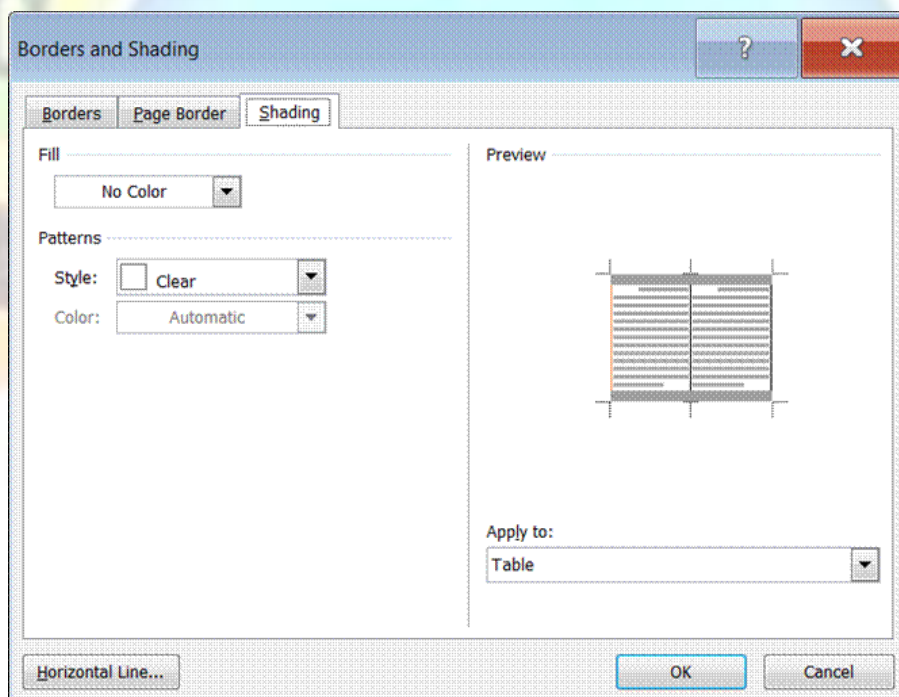 Borders and Shading
?
Borders Page Border Shading
Fill
No Color
Patterns
Style: Clear
Color: Automatic
Preview
Apply to:
Table
Horizontal Line... OK Cancel